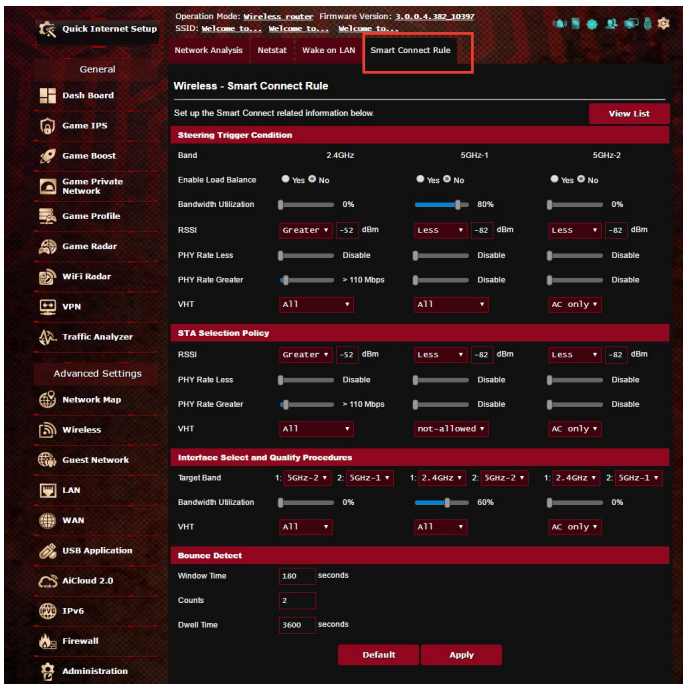 Quick Internet Setup
General
Dash Board
Game IPS
Game Boost
Game Private
Network
Game Profile
Game Radar
WiFi Radar
VPN
Traffic Analyzer
Advanced Settings
Network Map
Wireless
Guest Network
LAN
WAN
USB Application
AiCloud 2.0
IPv6
Firewall
Administration
Operation Mode: Wireless router Firmware Version: 3.0.0.4.382_10397
SSID: Welcome to... Welcome to... Welcome to...
Network Analysis Netstat Wake on LAN Smart Connect Rule
Wireless - Smart Connect Rule
Set up the Smart Connect related information below. View List
Steering Trigger Condition
Band 2.4GHz 5GHz-1 5GHz-2
Enable Load Balance Yes No Yes No Yes No
Bandwidth Utilization 0% 80% 0%
RSSI Greater -52 dBm Less -82 dBm Less -82 dBm
PHY Rate Less Disable Disable Disable
PHY Rate Greater > 110 Mbps Disable Disable
VHT All All AC only
STA Selection Policy
RSSI Greater -52 dBm Less -82 dBm Less -82 dBm
PHY Rate Less Disable Disable Disable
PHY Rate Greater > 110 Mbps Disable Disable
VHT All not-allowed AC only
Interface Select and Quality Procedures
Target Band 1: 5GHz-2 2: 5GHz-1 1: 2.4GHz 2: 5GHz-2 1: 2.4GHz 2: 5GHz-1
Bandwidth Utilization 0% 60% 0%
VHT All All AC only
Bounce Detect
Window Time 180 seconds
Counts 2
Dwell Time 3600 seconds
Default Apply